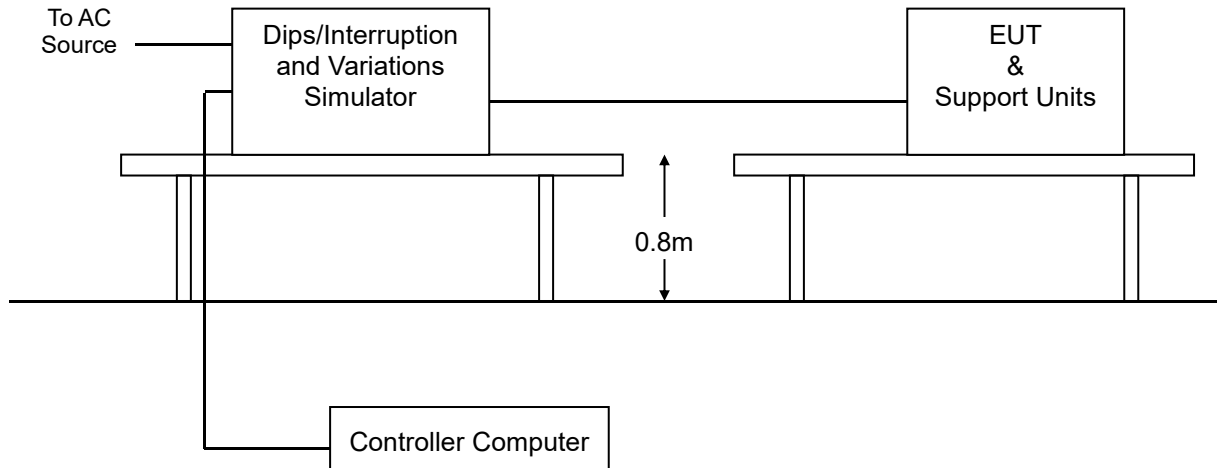 To AC
Source
Dips/Interruption
and Variations
Simulator
EUT
&
Support Units
0.8m
Controller Computer